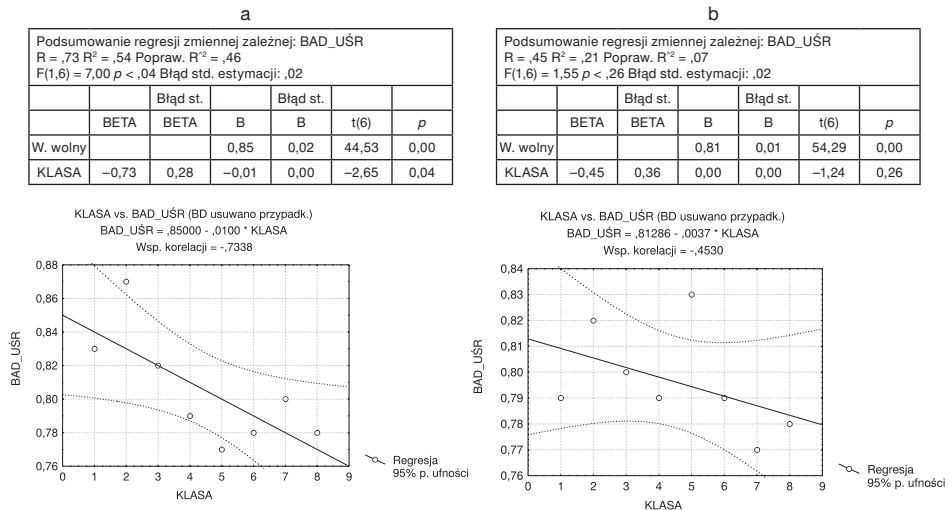 a
Podsumowanie regresji zmiennej zależnej: BAD_UŚR
R = ,73 R² = ,54 Popraw. R^² = ,46
F(1,6) = 7,00 p < ,04 Błąd std. estymacji: ,02
Błąd st. Błąd st.
BETA BETA B B t(6) p
W. wolny 0,85 0,02 44,53 0,00
KLASA –0,73 0,28 –0,01 0,00 –2,65 0,04
KLASA vs. BAD_UŚR (BD usuwano przypadk.)
BAD_UŚR = ,85000 - ,0100 * KLASA
Wsp. korelacji = -,7338
0,88
0,86
0,84
0,82
0,80
0,78
0,76
BAD_UŚR
0 1 2 3 4 5 6 7 8 9
KLASA
Regresja
95% p. ufności
b
Podsumowanie regresji zmiennej zależnej: BAD_UŚR
R = ,45 R² = ,21 Popraw. R^² = ,07
F(1,6) = 1,55 p < ,26 Błąd std. estymacji: ,02
Błąd st. Błąd st.
BETA BETA B B t(6) p
W. wolny 0,81 0,01 54,29 0,00
KLASA –0,45 0,36 0,00 0,00 –1,24 0,26
KLASA vs. BAD_UŚR (BD usuwano przypadk.)
BAD_UŚR = ,81286 - ,0037 * KLASA
Wsp. korelacji = -,4530
0,84
0,83
0,82
0,81
0,80
0,79
0,78
0,77
0,76
BAD_UŚR
0 1 2 3 4 5 6 7 8 9
KLASA
Regresja
95% p. ufności